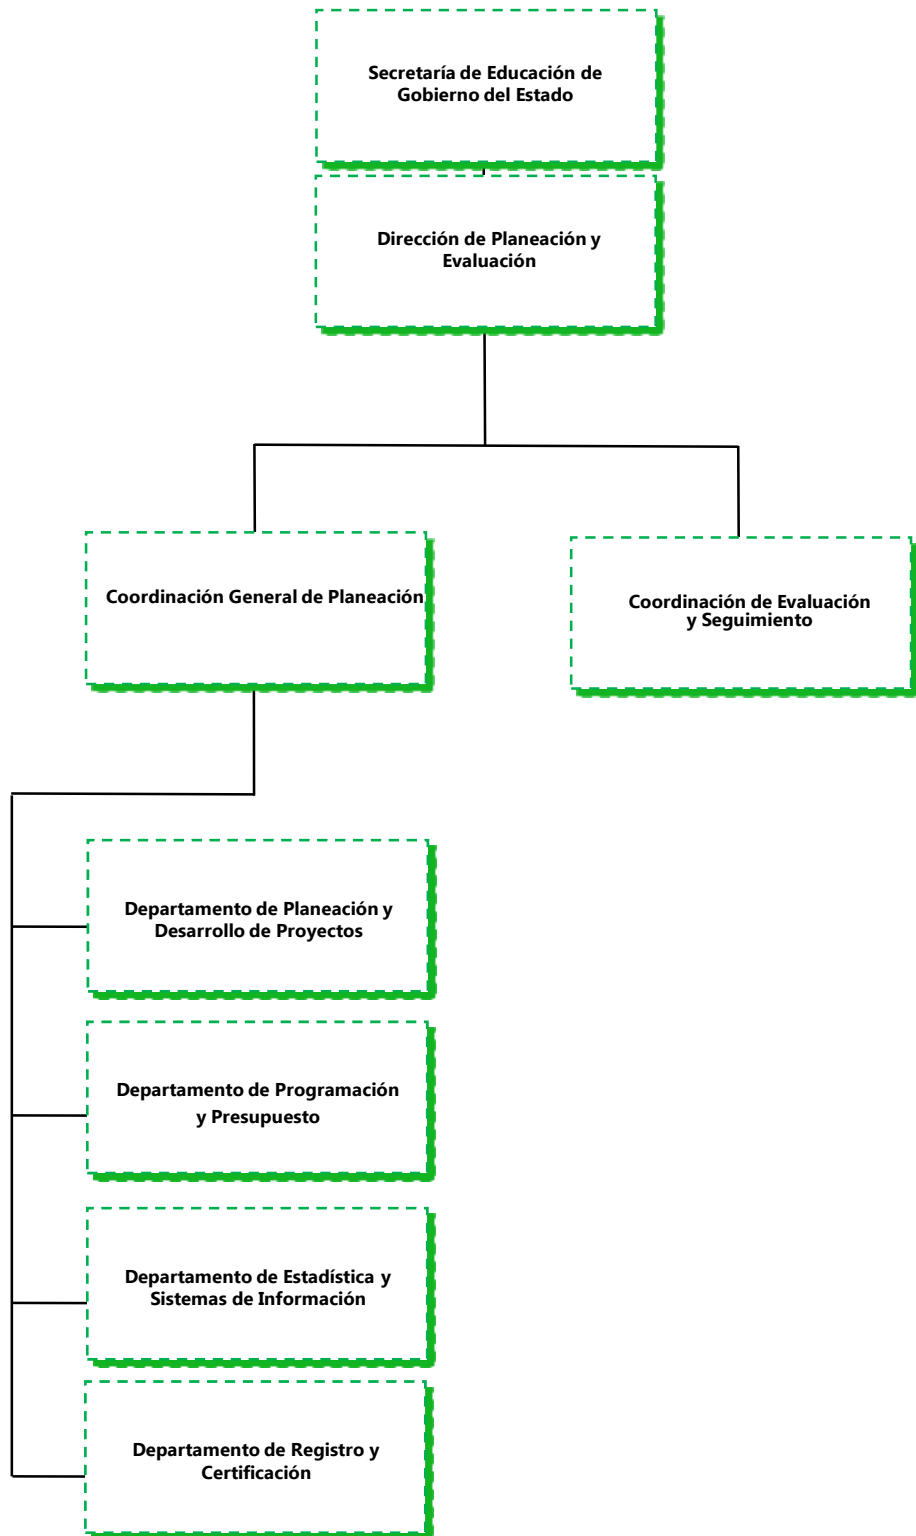 Secretaría de Educación de
Gobierno del Estado
Dirección de Planeación y
Evaluación
Coordinación General de Planeación
Coordinación de Evaluación
y Seguimiento
Departamento de Planeación y
Desarrollo de Proyectos
Departamento de Programación
y Presupuesto
Departamento de Estadística y
Sistemas de Información
Departamento de Registro y
Certificación